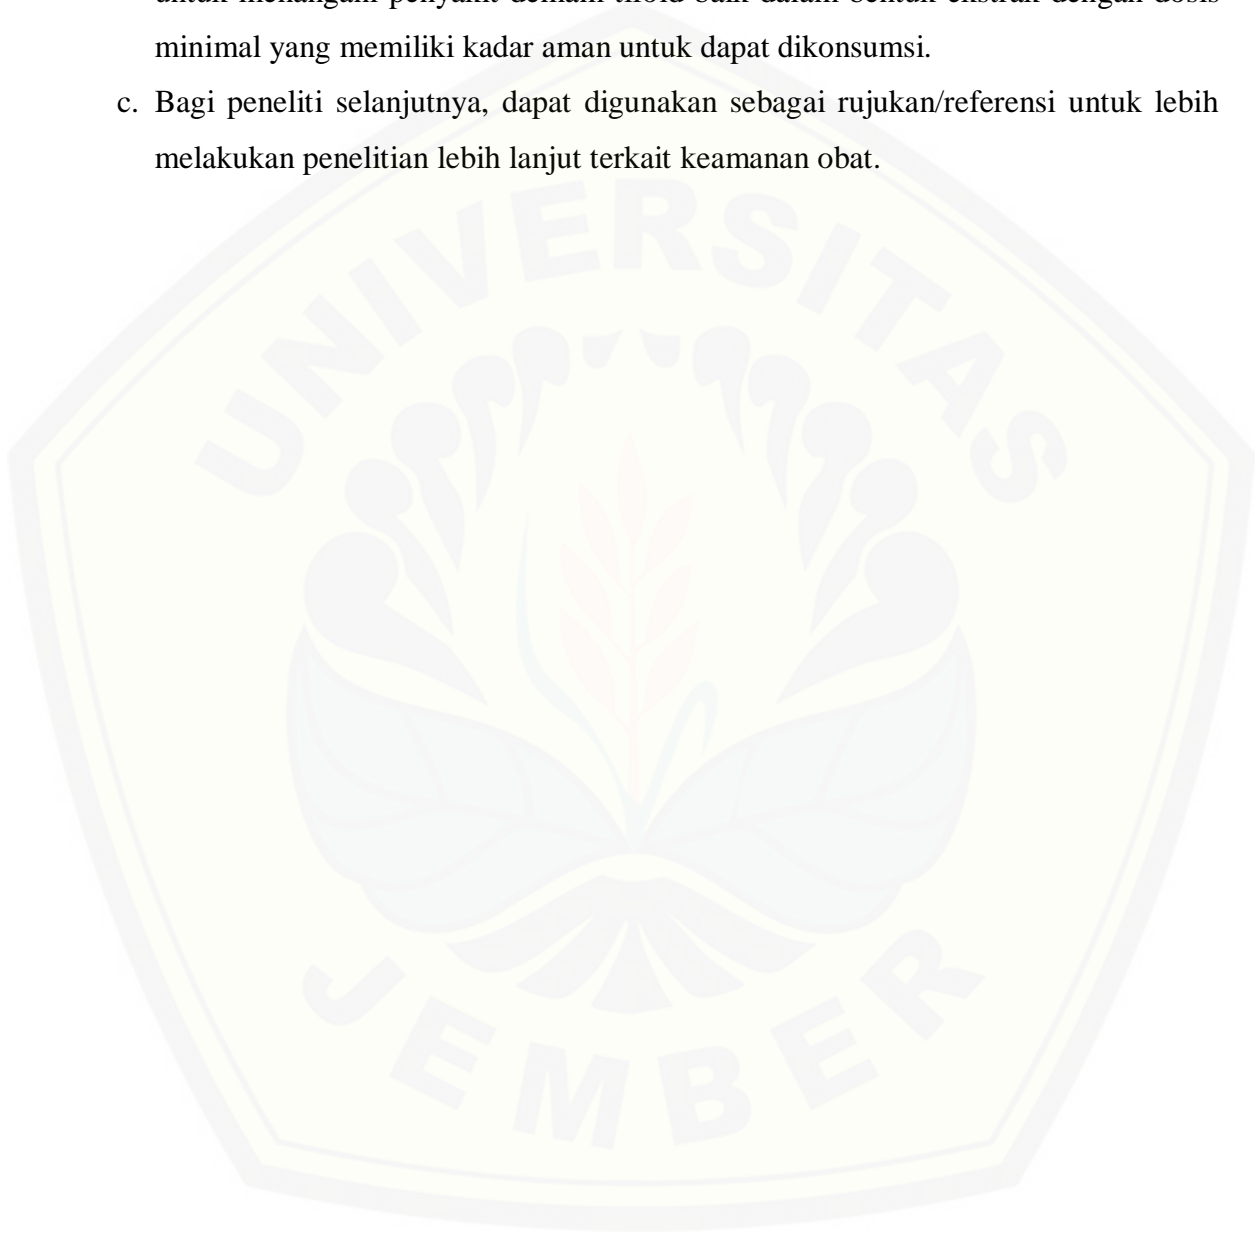 untuk menangani penyakit demam tifoid baik dalam bentuk ekstrak dengan dosis
minimal yang memiliki kadar aman untuk dapat dikonsumsi.
c. Bagi peneliti selanjutnya, dapat digunakan sebagai rujukan/referensi untuk lebih
melakukan penelitian lebih lanjut terkait keamanan obat.
UNIVERSITAS
JEMBER